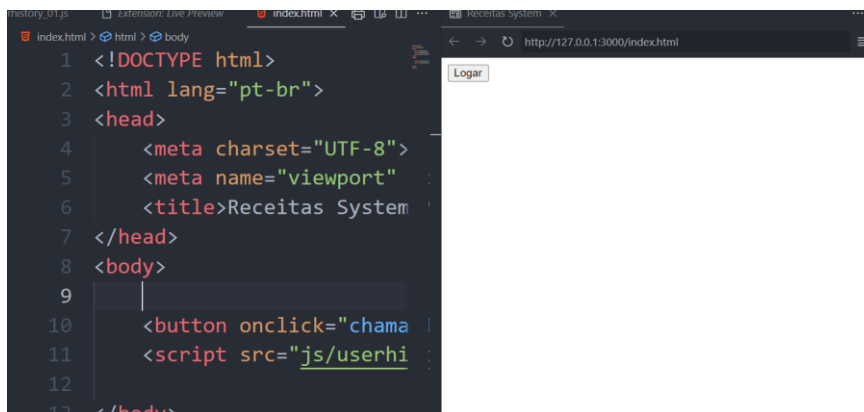 history_01.js Extension: Live Preview index.html
index.html > html > body
1 <!DOCTYPE html>
2 <html lang="pt-br">
3 <head>
4 <meta charset="UTF-8">
5 <meta name="viewport"
6 <title>Receitas System
7 </head>
8 <body>
9
10 <button onclick="chama
11 <script src="js/userhi
12
13 </body>
Receitas System
http://127.0.0.1:3000/index.html
Logar